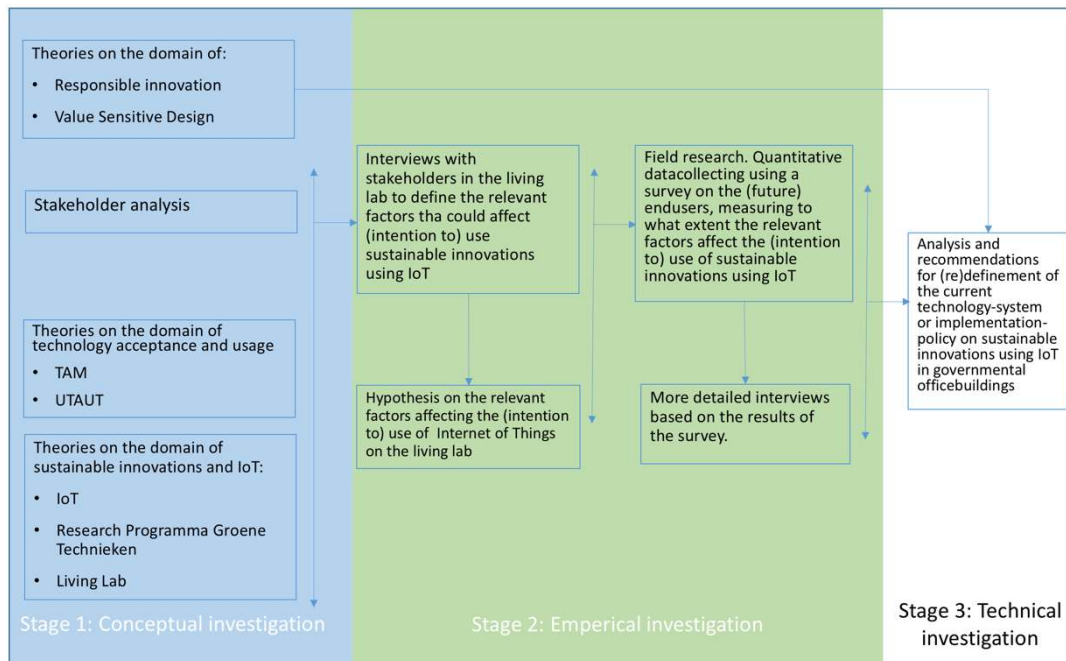 Theories on the domain of:
• Responsible innovation
• Value Sensitive Design
Stakeholder analysis
Theories on the domain of
technology acceptance and usage
• TAM
• UTAUT
Theories on the domain of
sustainable innovations and IoT:
• IoT
• Research Programma Groene
Technieken
• Living Lab
Stage 1: Conceptual investigation
Interviews with
stakeholders in the living
lab to define the relevant
factors tha could affect
(intention to) use
sustainable innovations
using IoT
Hypothesis on the relevant
factors affecting the (intention
to) use of Internet of Things
on the living lab
Field research. Quantitative
datacollecting using a
survey on the (future)
endusers, measuring to
what extent the relevant
factors affect the (intention
to) use of sustainable
innovations using IoT
More detailed interviews
based on the results of
the survey.
Stage 2: Emperical investigation
Analysis and
recommendations
for (re)definement of
the current
technology-system
or implementation-
policy on sustainable
innovations using IoT
in governmental
officebuildings
Stage 3: Technical
investigation